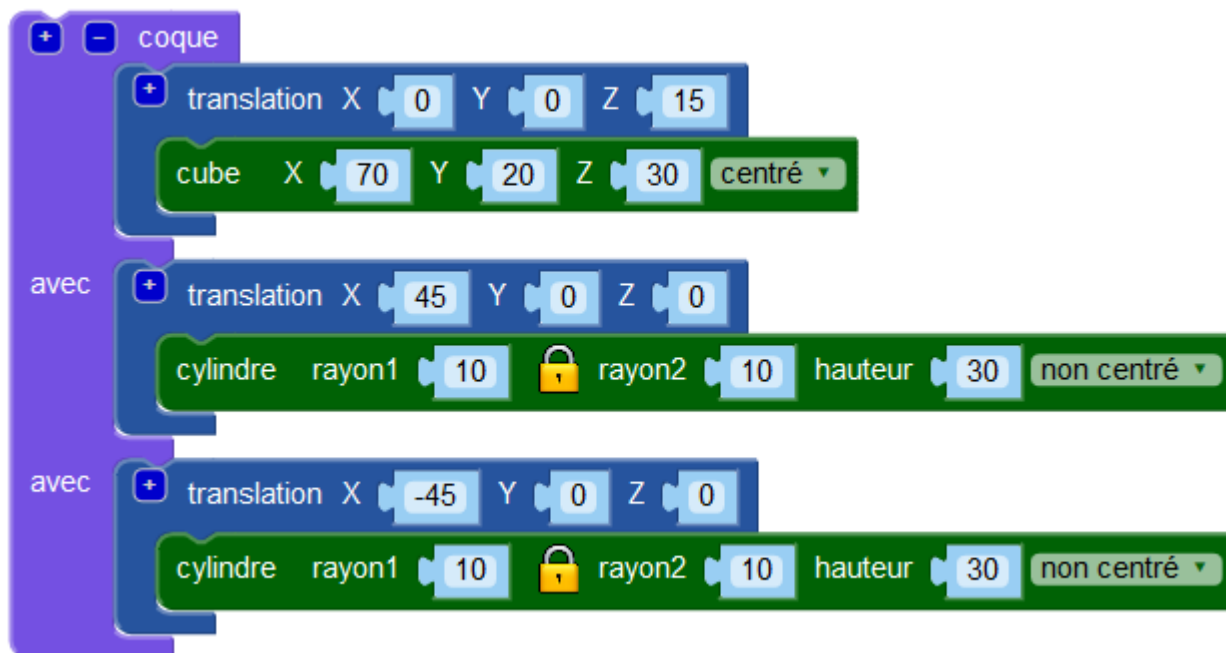 + - coque
+ translation X 0 Y 0 Z 15
cube X 70 Y 20 Z 30 centré ▾
avec + translation X 45 Y 0 Z 0
cylindre rayon1 10 rayon2 10 hauteur 30 non centré ▾
avec + translation X -45 Y 0 Z 0
cylindre rayon1 10 rayon2 10 hauteur 30 non centré ▾